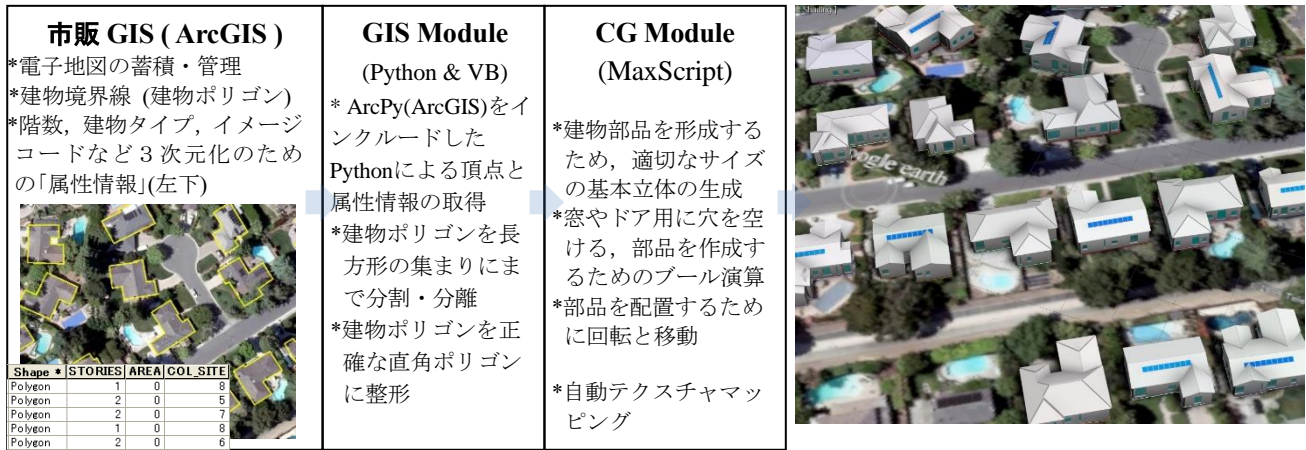 市販 GIS ( ArcGIS )
*電子地図の蓄積・管理
*建物境界線 (建物ポリゴン)
*階数, 建物タイプ, イメージ
コードなど３次元化のため
の「属性情報」(左下)
Shape * STORIES AREA COL_SITE
Polygon 1 0 8
Polygon 2 0 5
Polygon 2 0 7
Polygon 1 0 8
Polygon 2 0 6
GIS Module
(Python & VB)
* ArcPy(ArcGIS)をイ
ンクルードした
Pythonによる頂点と
属性情報の取得
*建物ポリゴンを長
方形の集まりにま
で分割・分離
*建物ポリゴンを正
確な直角ポリゴン
に整形
CG Module
(MaxScript)
*建物部品を形成する
ため, 適切なサイズ
の基本立体の生成
*窓やドア用に穴を空
ける, 部品を作成す
るためのブール演算
*部品を配置するため
に回転と移動
*自動テクスチャマッ
ピング
Shading ]
oogle earth